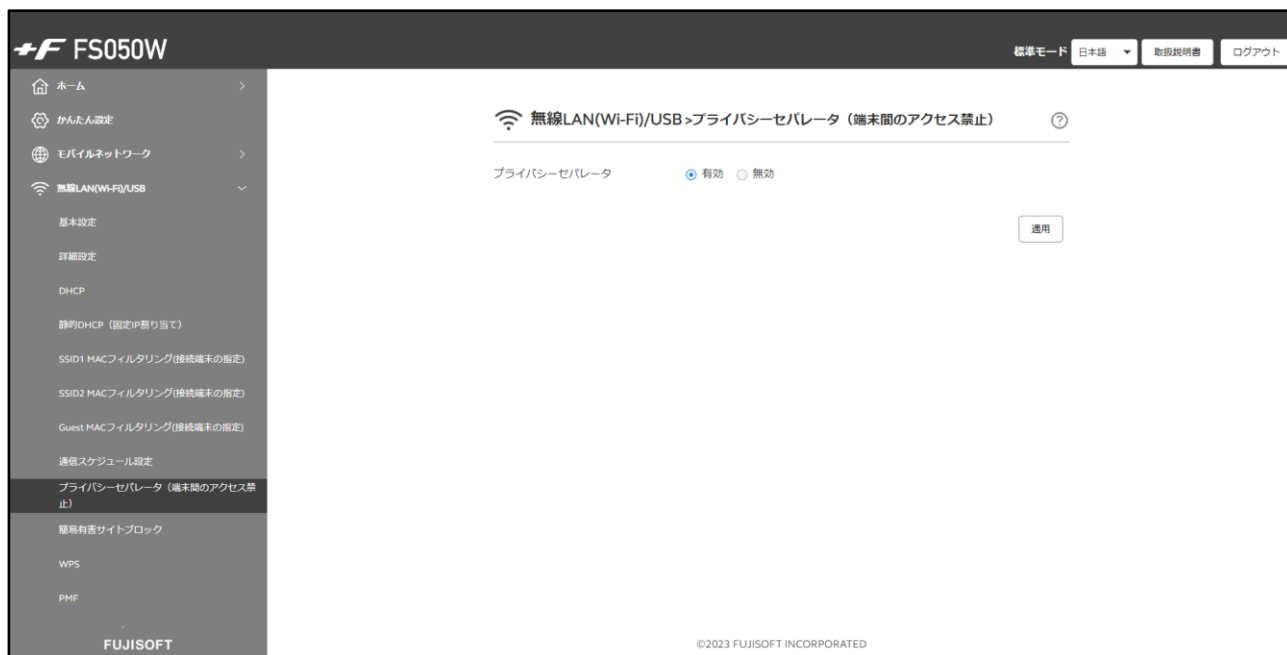 +F FS050W
標準モード 日本語 取扱説明書 ログアウト
ホーム
かんたん設定
モバイルネットワーク
無線LAN(Wi-Fi)/USB
基本設定
詳細設定
DHCP
静的DHCP（固定IP割り当て）
SSID1 MACフィルタリング(接続端末の指定)
SSID2 MACフィルタリング(接続端末の指定)
Guest MACフィルタリング(接続端末の指定)
通信スケジュール設定
プライバシーセパレータ（端末間のアクセス禁
止）
簡易有害サイトブロック
WPS
PMF
FUJISOFT
無線LAN(Wi-Fi)/USB>プライバシーセパレータ（端末間のアクセス禁止） ?
プライバシーセパレータ 有効 無効
適用
©2023 FUJISOFT INCORPORATED